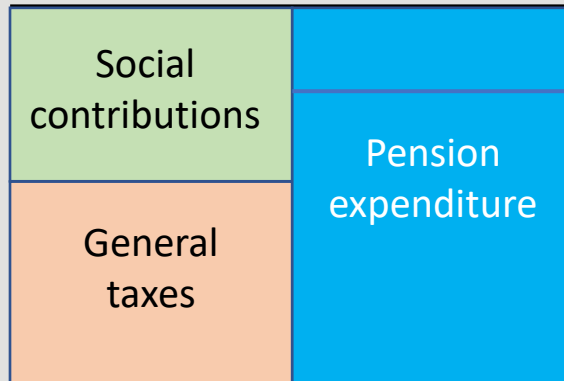 Social
contributions
General
taxes
Pension
expenditure